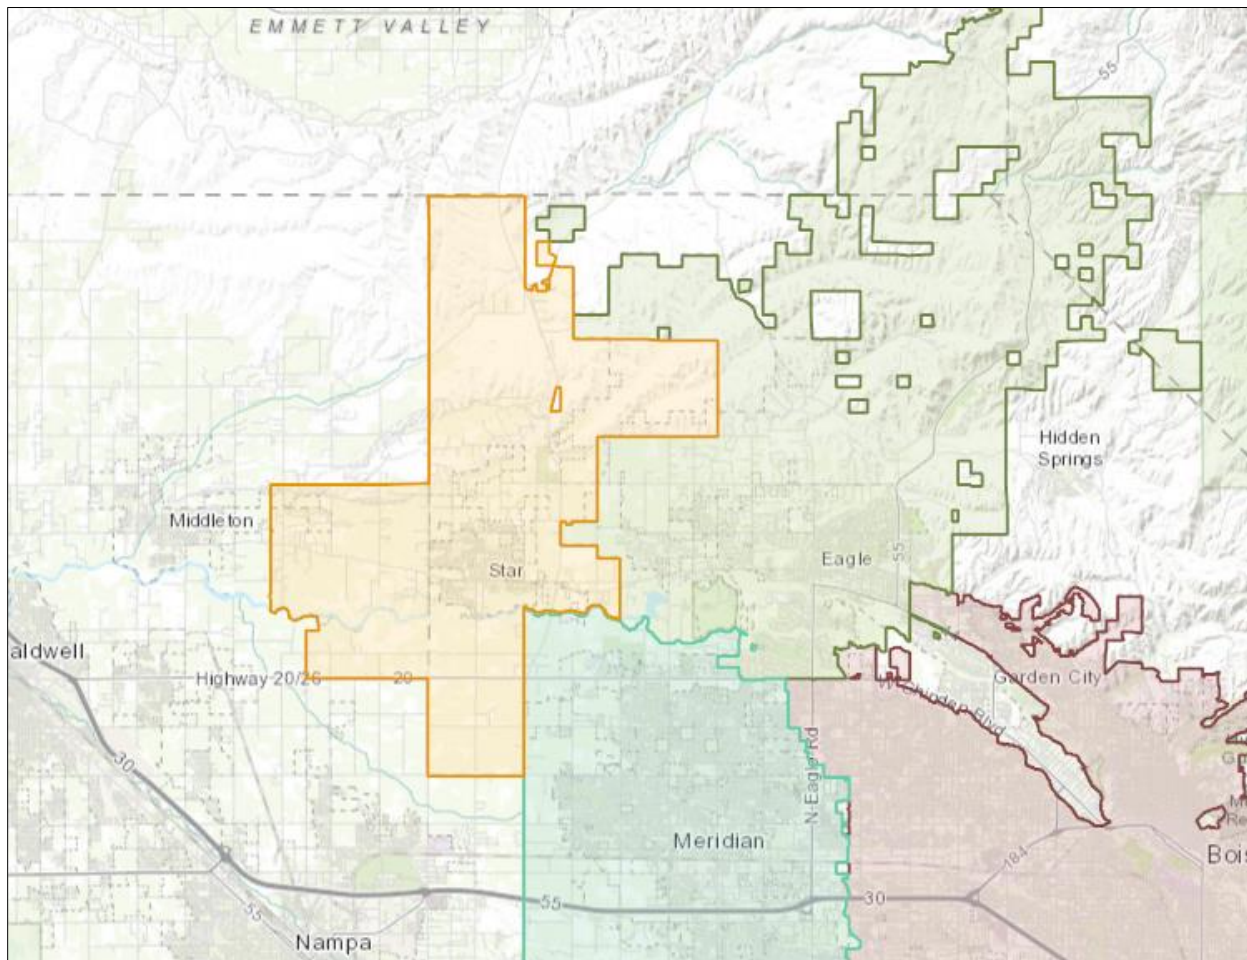 EMMETT VALLEY
55
Hidden
Springs
Middleton
Eagle
55
Star
aldwell
Highway 20/26
20
Garden City
W Chinden Blvd
30
N-Eagle Rd
Meridian
Bois
184
55
30
55
Nampa